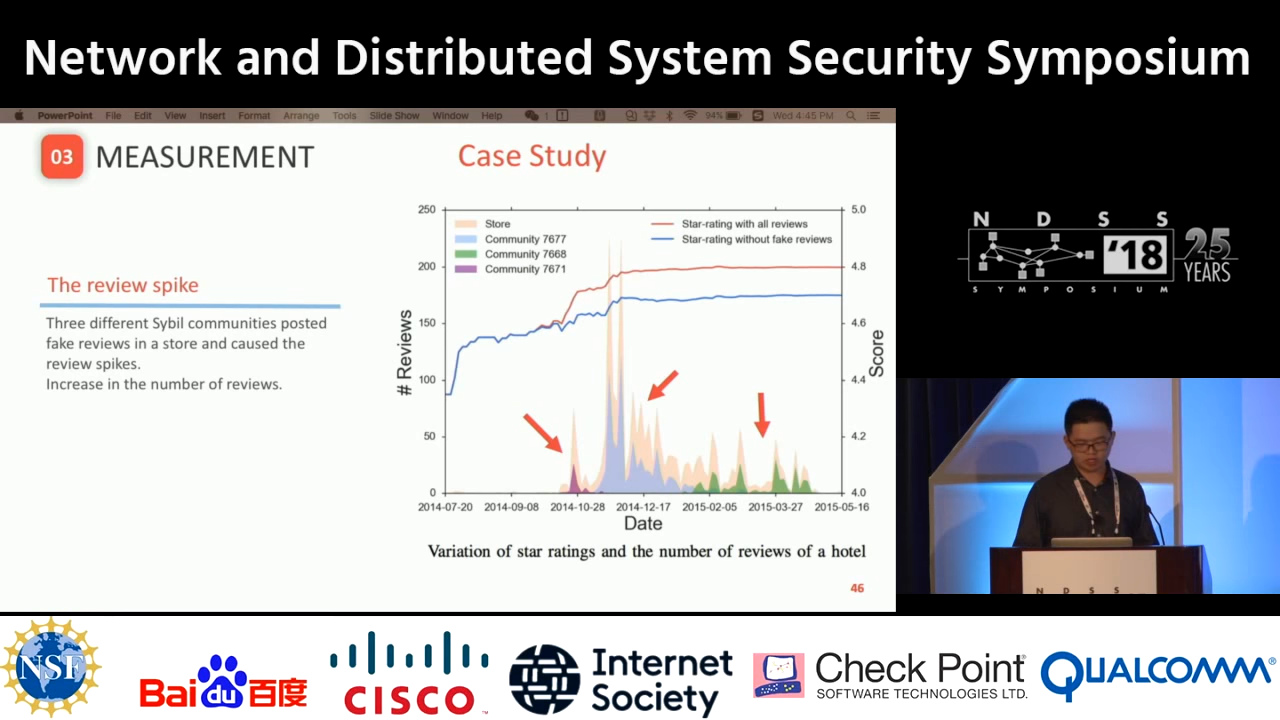 Network and Distributed System Security Symposium
PowerPoint File Edit View Insert Format Arrange Tools Slide Show Window Help 1 94% Wed 4:45 PM
03 MEASUREMENT
Case Study
The review spike
Three different Sybil communities posted
fake reviews in a store and caused the
review spikes.
Increase in the number of reviews.
Store
Community 7677
Community 7668
Community 7671
Star-rating with all reviews
Star-rating without fake reviews
250
200
150
100
50
0
# Reviews
5.0
4.8
4.6
4.4
4.2
4.0
Score
2014-07-20 2014-09-08 2014-10-28 2014-12-17 2015-02-05 2015-03-27 2015-05-16
Date
Variation of star ratings and the number of reviews of a hotel
46
N D S S
'18
25
YEARS
S Y M P O S I U M
N D S S
NSF
Bai du 百度
CISCO
Internet
Society
Check Point
SOFTWARE TECHNOLOGIES LTD.
QUALCOMM®